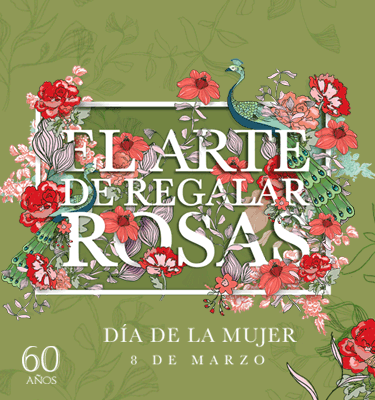 EL ARTE
DE REGALAR
ROSAS
DÍA DE LA MUJER
8 DE MARZO
60
AÑOS